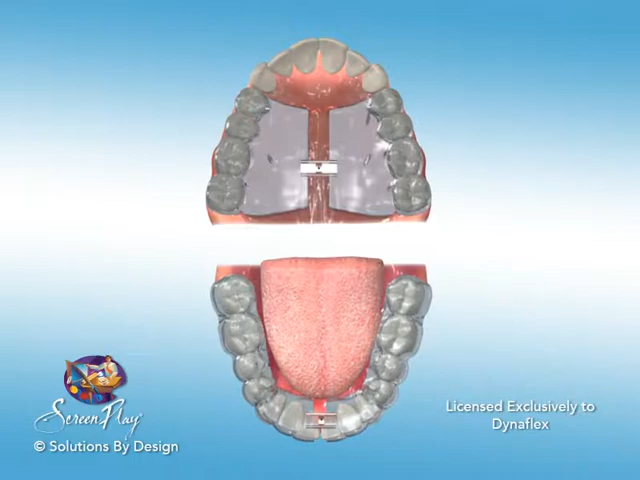 ScreenPlay®
© Solutions By Design
Licensed Exclusively to
Dynaflex